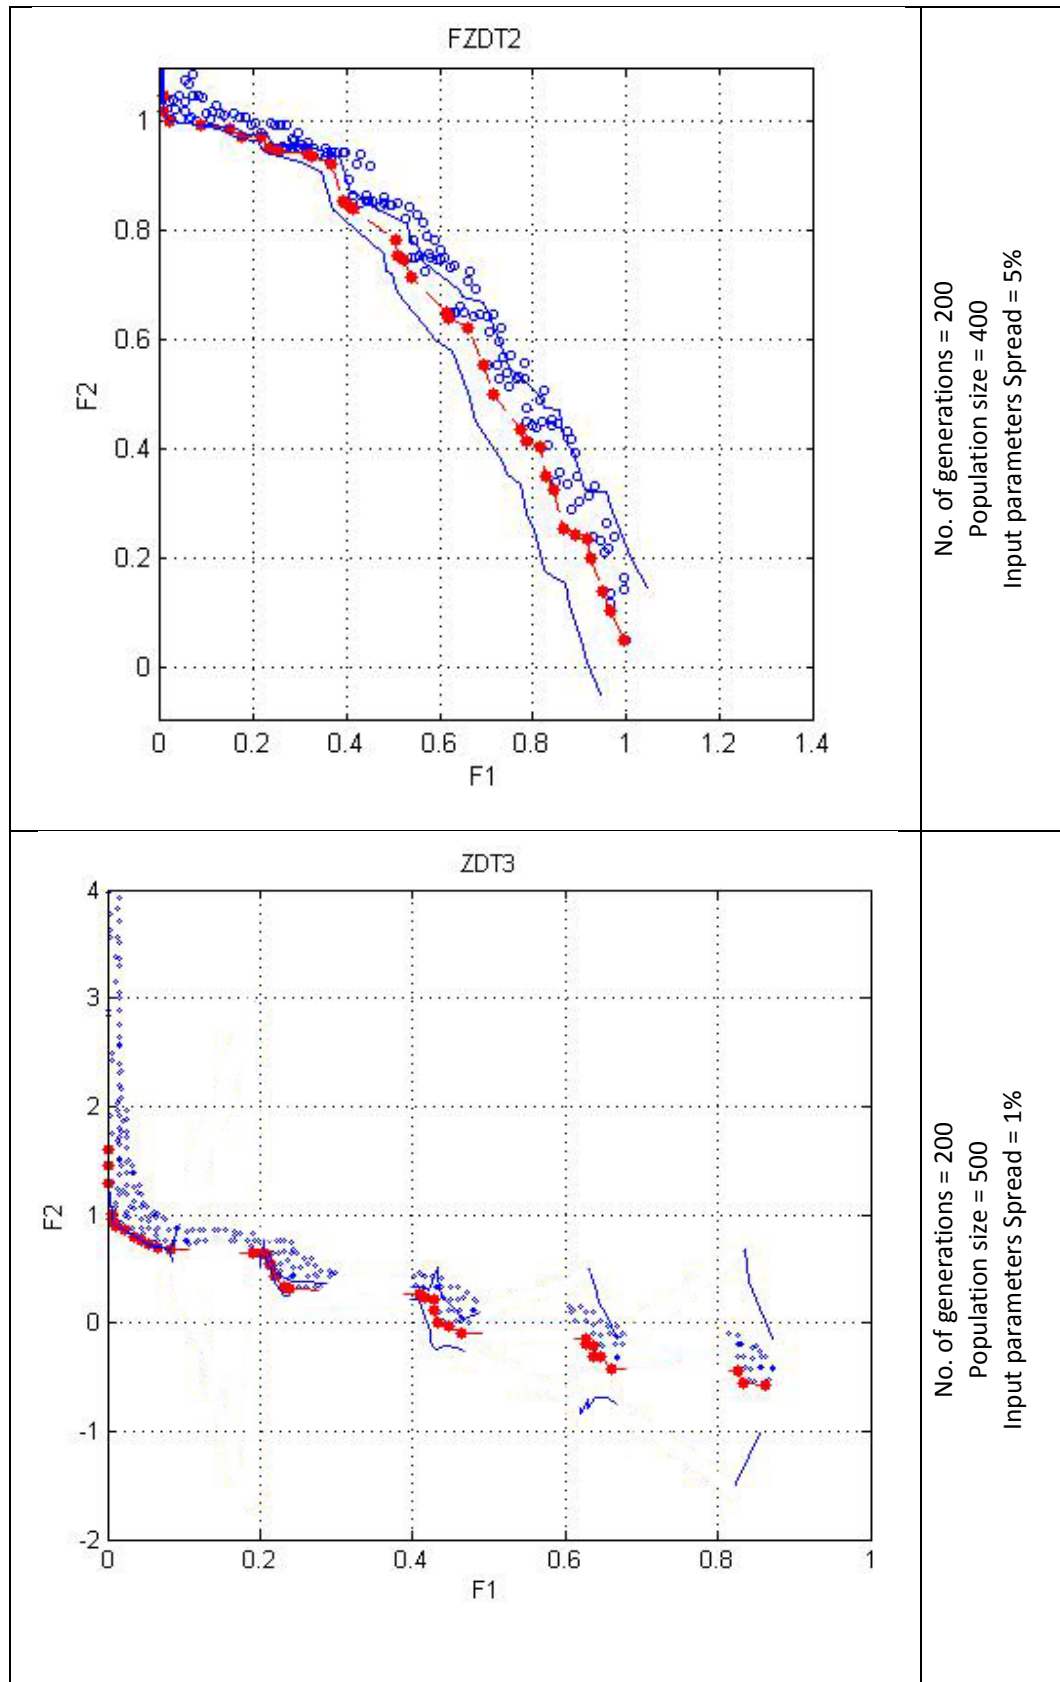 FZDT2
1
0.8
0.6
0.4
0.2
0
F2
0 0.2 0.4 0.6 0.8 1 1.2 1.4
F1
No. of generations = 200
Population size = 400
Input parameters Spread = 5%
ZDT3
4
3
2
1
0
-1
-2
F2
0 0.2 0.4 0.6 0.8 1
F1
No. of generations = 200
Population size = 500
Input parameters Spread = 1%